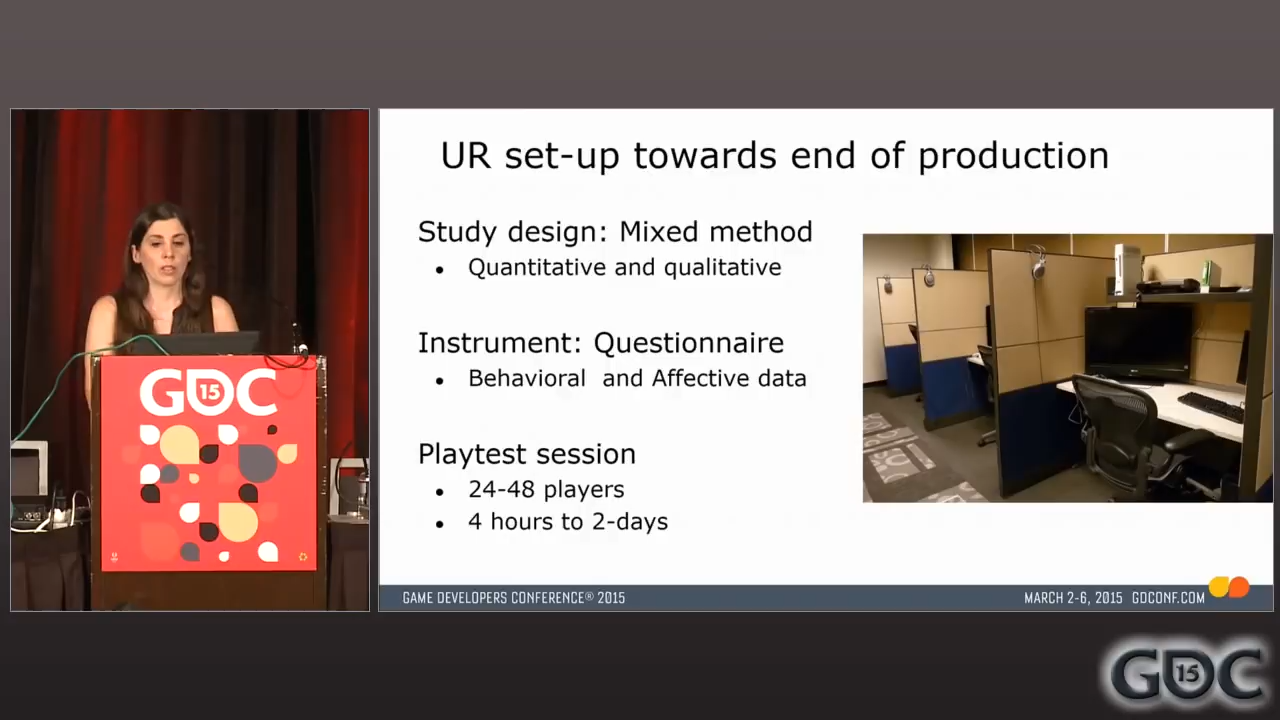 UR set-up towards end of production
Study design: Mixed method
• Quantitative and qualitative
Instrument: Questionnaire
• Behavioral  and Affective data
Playtest session
• 24-48 players
• 4 hours to 2-days
GAME DEVELOPERS CONFERENCE® 2015
MARCH 2-6, 2015 GDCONF.COM
GDC 15
GDC 15